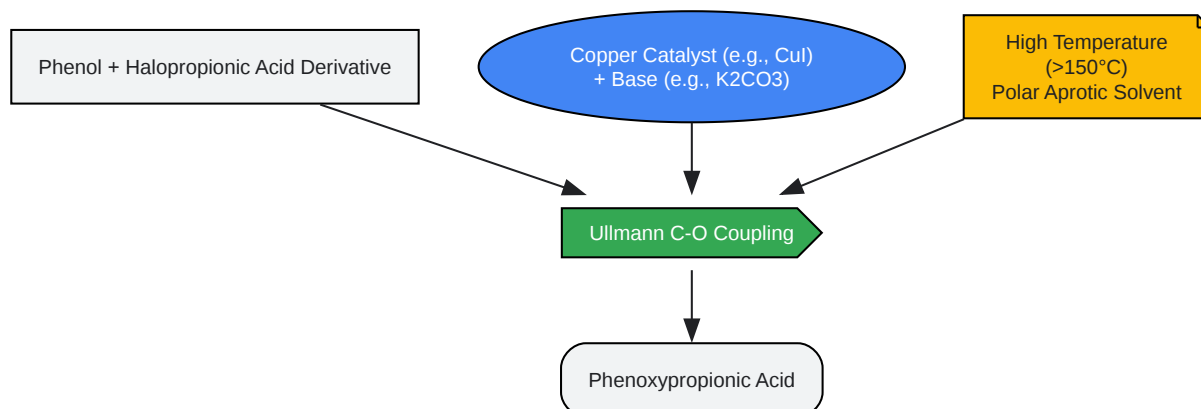 Phenol + Halopropionic Acid Derivative
Copper Catalyst (e.g., CuI)
+ Base (e.g., K2CO3)
High Temperature
(>150°C)
Polar Aprotic Solvent
Ullmann C-O Coupling
Phenoxypropionic Acid